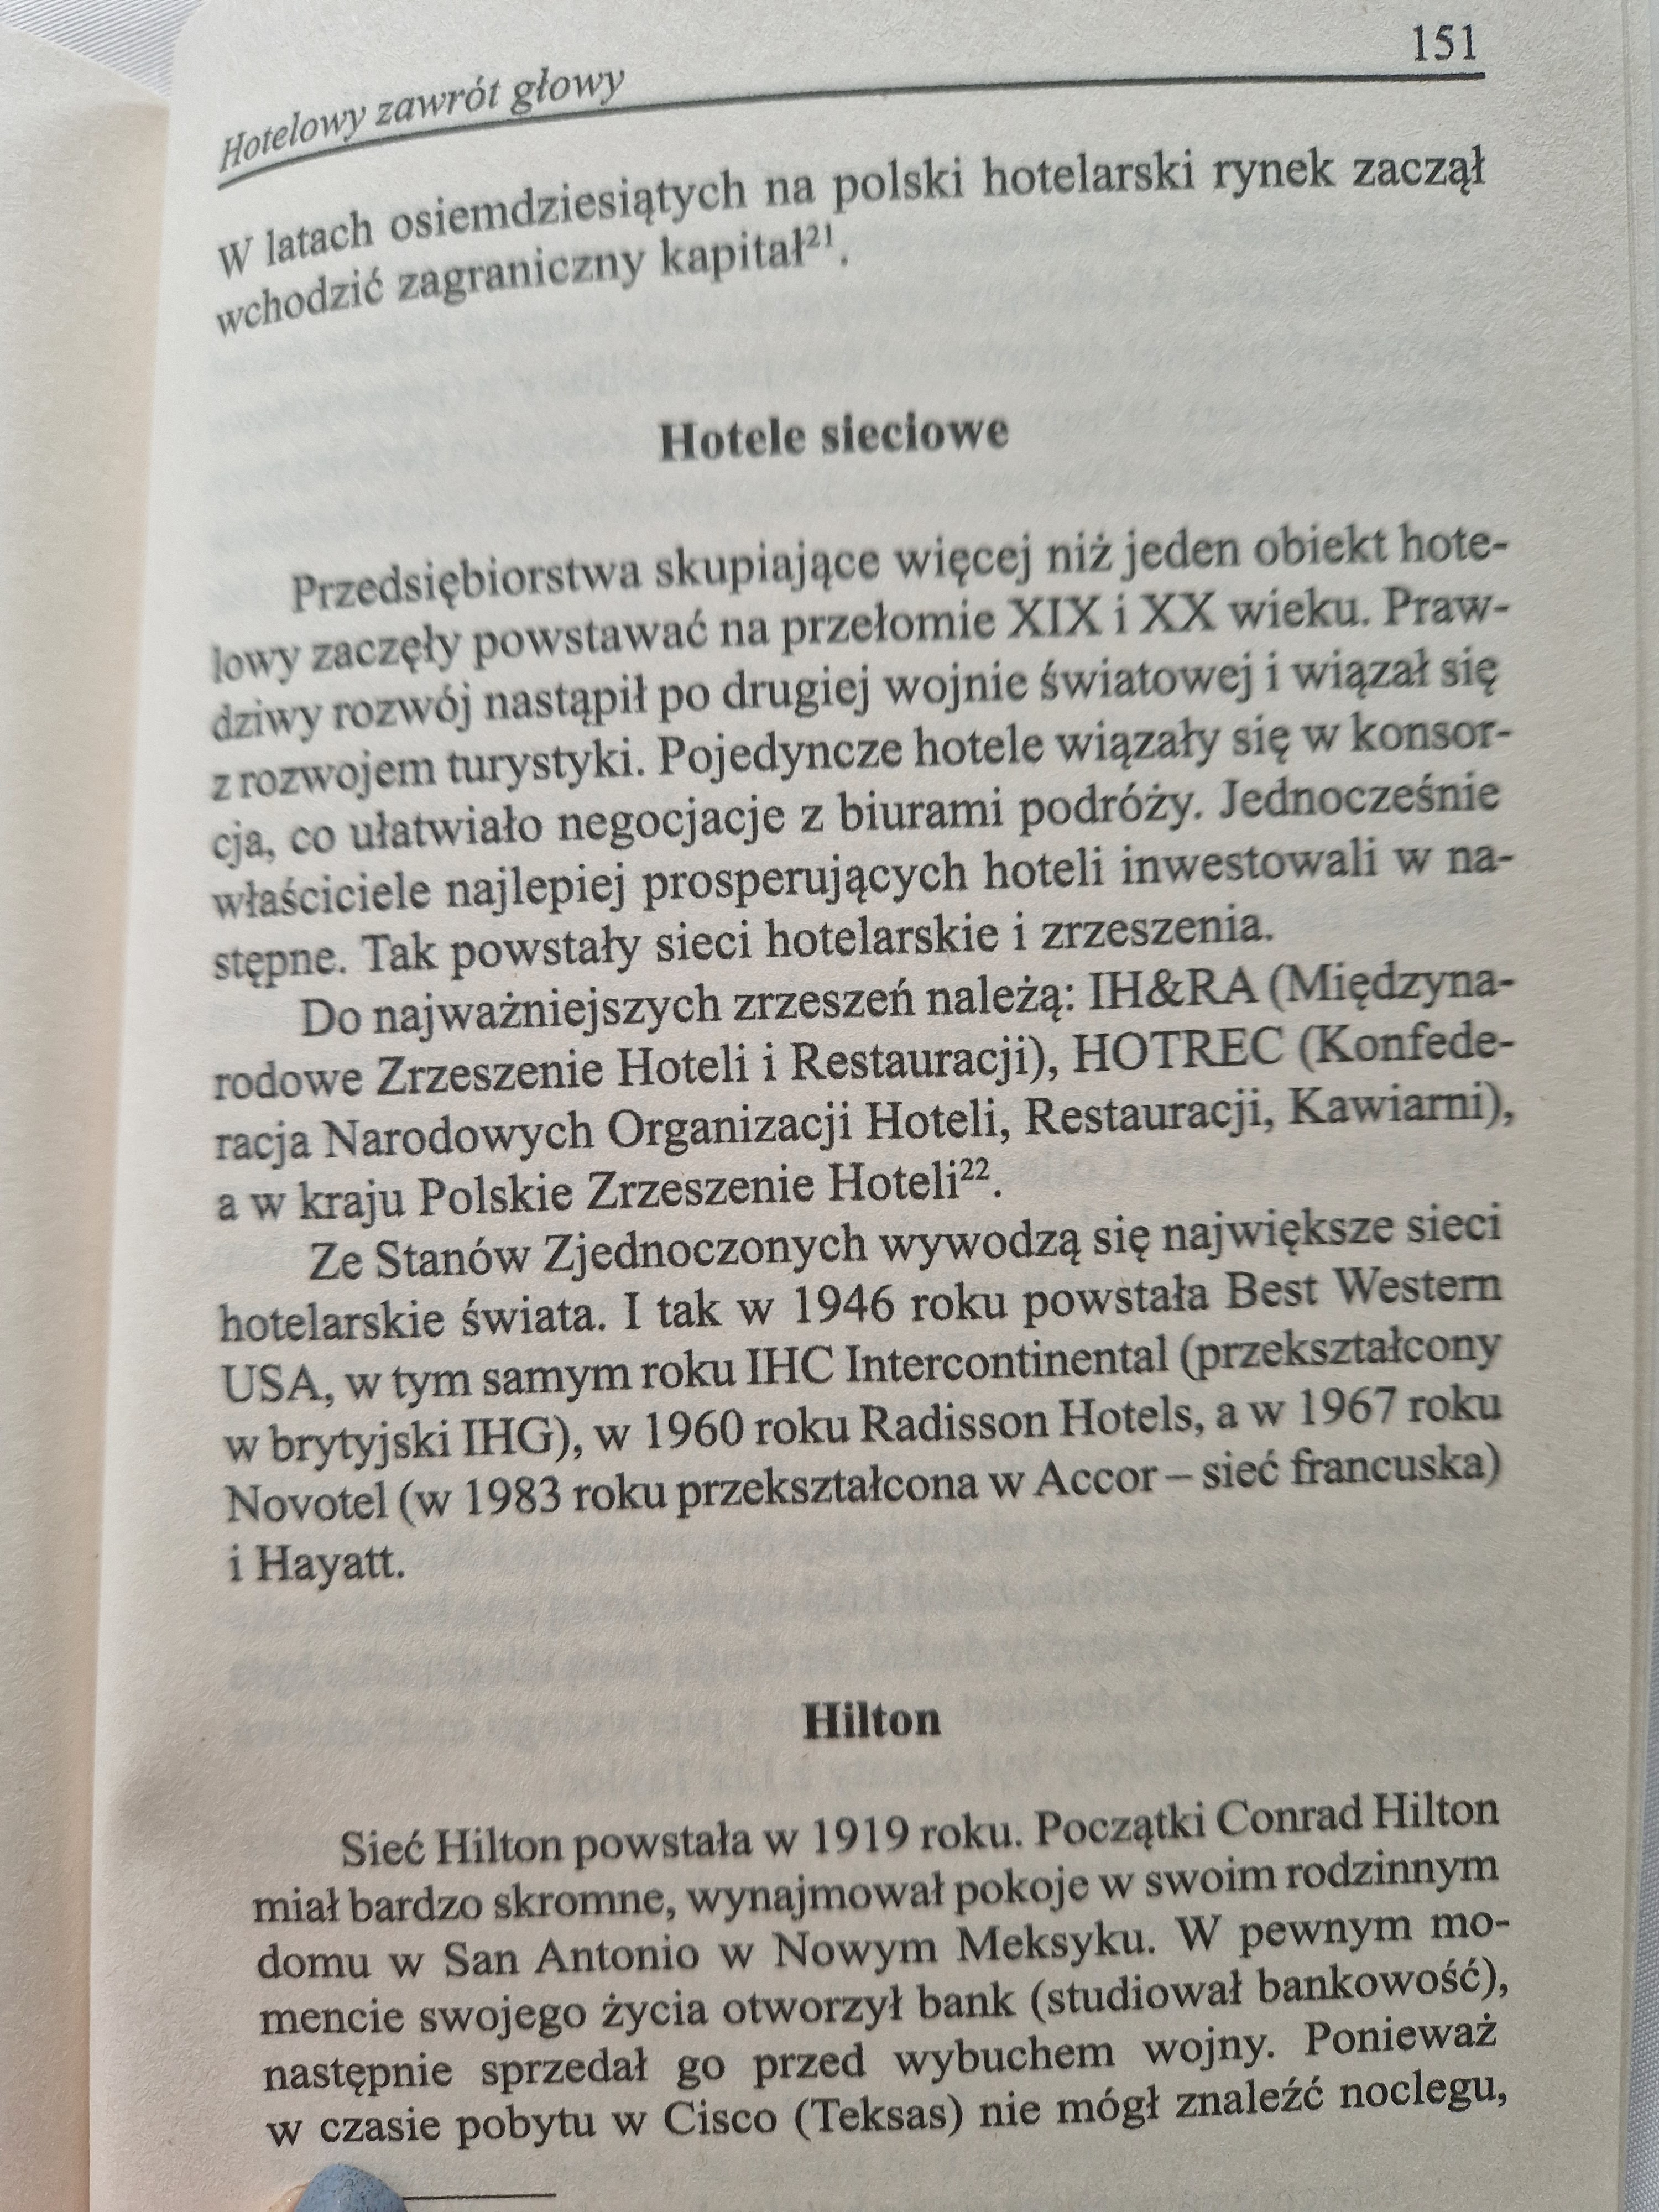 151
Hotelowy zawrót głowy
W latach osiemdziesiątych na polski hotelarski rynek zaczął
wchodzić zagraniczny kapitał²¹.
Hotele sieciowe
Przedsiębiorstwa skupiające więcej niż jeden obiekt hote-
lowy zaczęły powstawać na przełomie XIX i XX wieku. Praw-
dziwy rozwój nastąpił po drugiej wojnie światowej i wiązał się
z rozwojem turystyki. Pojedyncze hotele wiązały się w konsor-
cja, co ułatwiało negocjacje z biurami podróży. Jednocześnie
właściciele najlepiej prosperujących hoteli inwestowali w na-
stępne. Tak powstały sieci hotelarskie i zrzeszenia.
Do najważniejszych zrzeszeń należą: IH&RA (Międzyna-
rodowe Zrzeszenie Hoteli i Restauracji), HOTREC (Konfede-
racja Narodowych Organizacji Hoteli, Restauracji, Kawiarni),
a w kraju Polskie Zrzeszenie Hoteli²².
Ze Stanów Zjednoczonych wywodzą się największe sieci
hotelarskie świata. I tak w 1946 roku powstała Best Western
USA, w tym samym roku IHC Intercontinental (przekształcony
w brytyjski IHG), w 1960 roku Radisson Hotels, a w 1967 roku
Novotel (w 1983 roku przekształcona w Accor – sieć francuska)
i Hayatt.
Hilton
Sieć Hilton powstała w 1919 roku. Początki Conrad Hilton
miał bardzo skromne, wynajmował pokoje w swoim rodzinnym
domu w San Antonio w Nowym Meksyku. W pewnym mo-
mencie swojego życia otworzył bank (studiował bankowość),
następnie sprzedał go przed wybuchem wojny. Ponieważ
w czasie pobytu w Cisco (Teksas) nie mógł znaleźć noclegu,